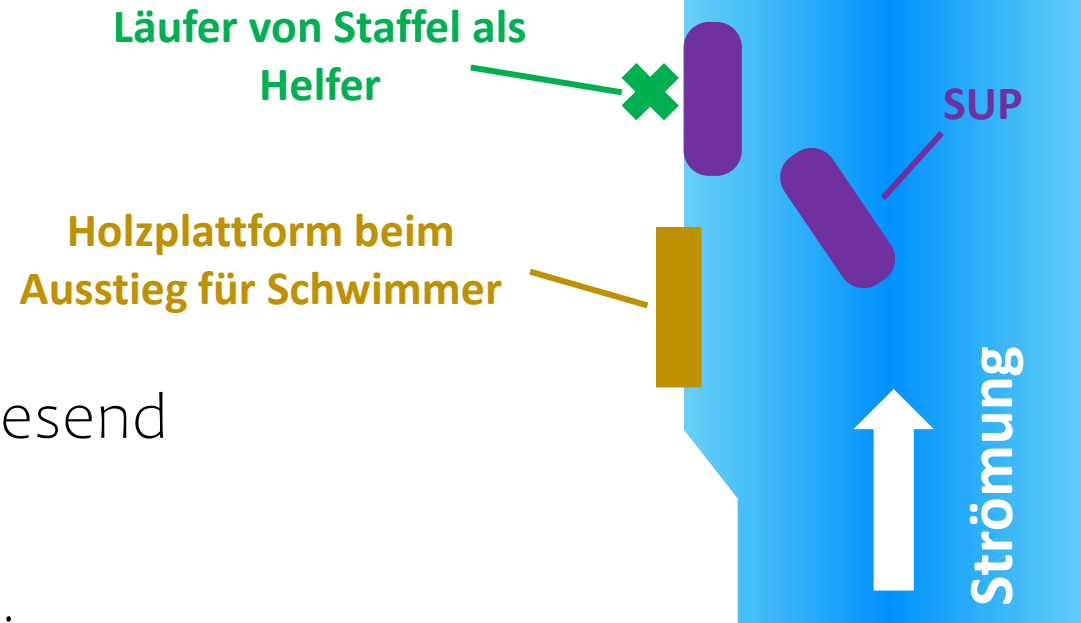 Läufer von Staffel als
Helfer
SUP
Holzplattform beim
Ausstieg für Schwimmer
esend
Strömung
.